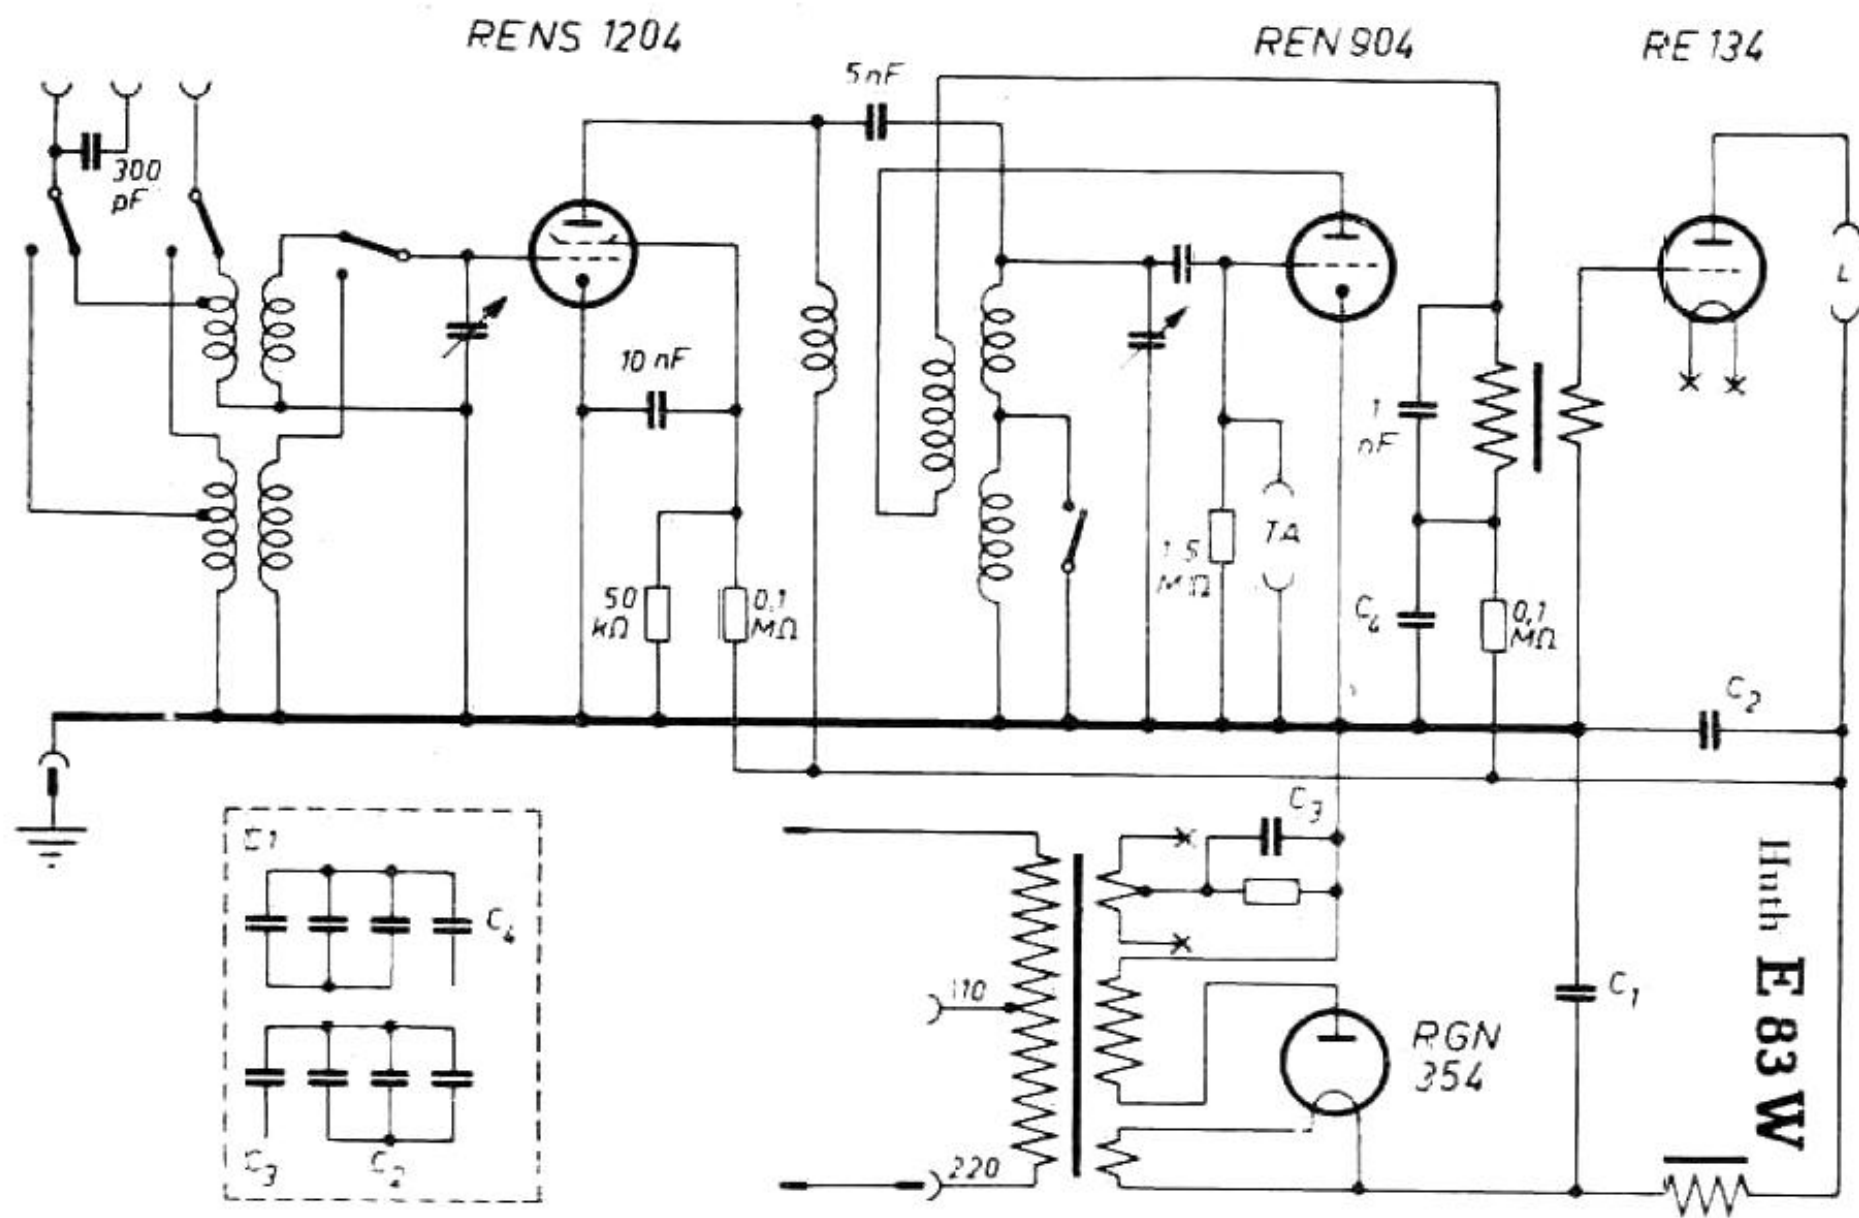 RENS 1204
REN 904
RE 134
5 nF
300
pF
10 nF
1
nF
L
50
kΩ
0,1
MΩ
1,5
MΩ
TA
C4
0,1
MΩ
C2
C3
C1
C4
C3
C2
110
220
RGN
354
C1
Huth E 83 W